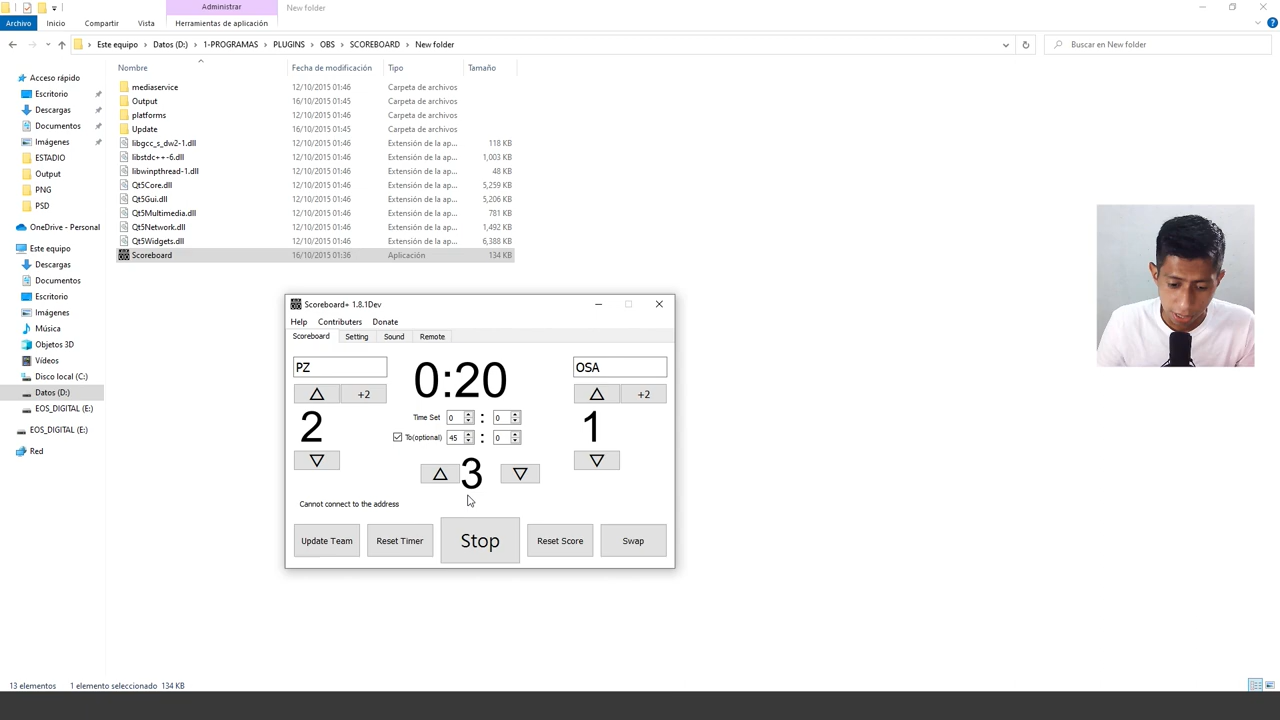 Administrar
New folder
Archivo
Inicio
Compartir
Vista
Herramientas de aplicación
Este equipo > Datos (D:) > 1-PROGRAMAS > PLUGINS > OBS > SCOREBOARD > New folder
Buscar en New folder
Nombre Fecha de modificación Tipo Tamaño
mediaservice 12/10/2015 01:46 Carpeta de archivos
Output 16/10/2015 01:45 Carpeta de archivos
platforms 12/10/2015 01:46 Carpeta de archivos
Update 16/10/2015 01:45 Carpeta de archivos
libgcc_s_dw2-1.dll 12/10/2015 01:46 Extensión de la ap... 118 KB
libstdc++-6.dll 12/10/2015 01:46 Extensión de la ap... 1,003 KB
libwinpthread-1.dll 12/10/2015 01:46 Extensión de la ap... 48 KB
Qt5Core.dll 12/10/2015 01:46 Extensión de la ap... 5,259 KB
Qt5Gui.dll 12/10/2015 01:46 Extensión de la ap... 5,206 KB
Qt5Multimedia.dll 12/10/2015 01:46 Extensión de la ap... 781 KB
Qt5Network.dll 12/10/2015 01:46 Extensión de la ap... 1,492 KB
Qt5Widgets.dll 12/10/2015 01:46 Extensión de la ap... 6,388 KB
Scoreboard 16/10/2015 01:36 Aplicación 134 KB
Acceso rápido
Escritorio
Descargas
Documentos
Imágenes
ESTADIO
Output
PNG
PSD
OneDrive - Personal
Este equipo
Descargas
Documentos
Escritorio
Imágenes
Música
Objetos 3D
Vídeos
Disco local (C:)
Datos (D:)
EOS_DIGITAL (E:)
EOS_DIGITAL (E:)
Red
Scoreboard+ 1.8.1Dev
Help Contributers Donate
Scoreboard Setting Sound Remote
PZ
0:20
OSA
+2
+2
Time Set 0 : 0
2
1
To(optional) 45 : 0
3
Cannot connect to the address
Update Team
Reset Timer
Stop
Reset Score
Swap
13 elementos 1 elemento seleccionado 134 KB